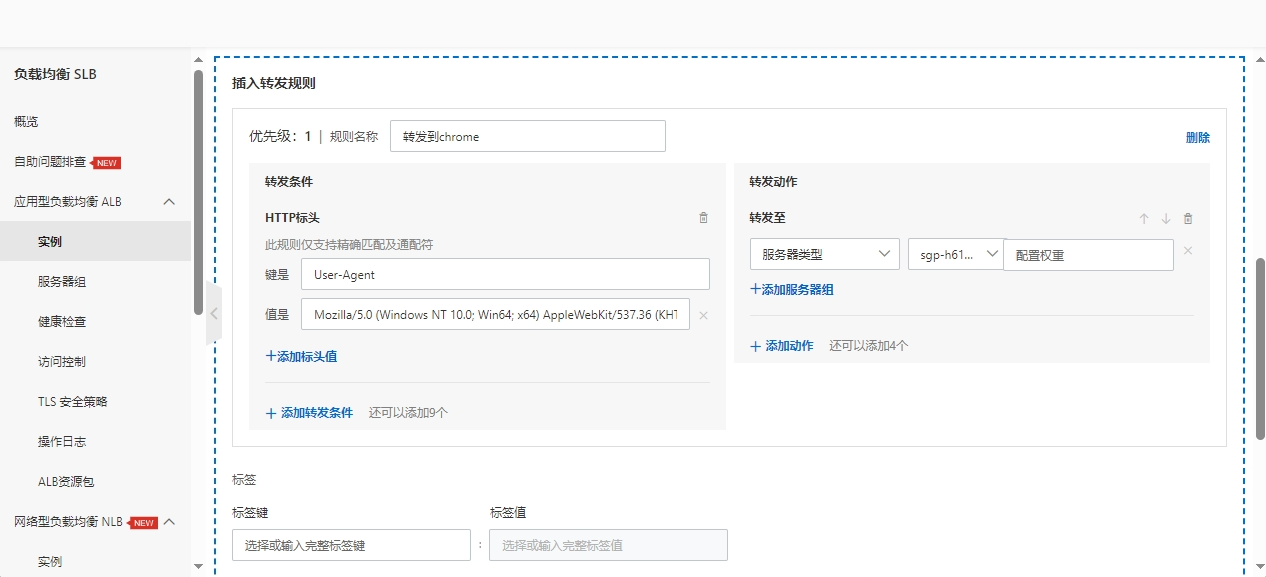 负载均衡 SLB
概览
自助问题排查 NEW
应用型负载均衡 ALB
实例
服务器组
健康检查
访问控制
TLS 安全策略
操作日志
ALB资源包
网络型负载均衡 NLB NEW
实例
插入转发规则
优先级：1 | 规则名称 转发到chrome 删除
转发条件
HTTP标头
此规则仅支持精确匹配及通配符
键是 User-Agent
值是 Mozilla/5.0 (Windows NT 10.0; Win64; x64) AppleWebKit/537.36 (KHT
+添加标头值
+ 添加转发条件 还可以添加9个
转发动作
转发至
服务器类型 sgp-h61... 配置权重
+添加服务器组
+ 添加动作 还可以添加4个
标签
标签键 标签值
选择或输入完整标签键 : 选择或输入完整标签值